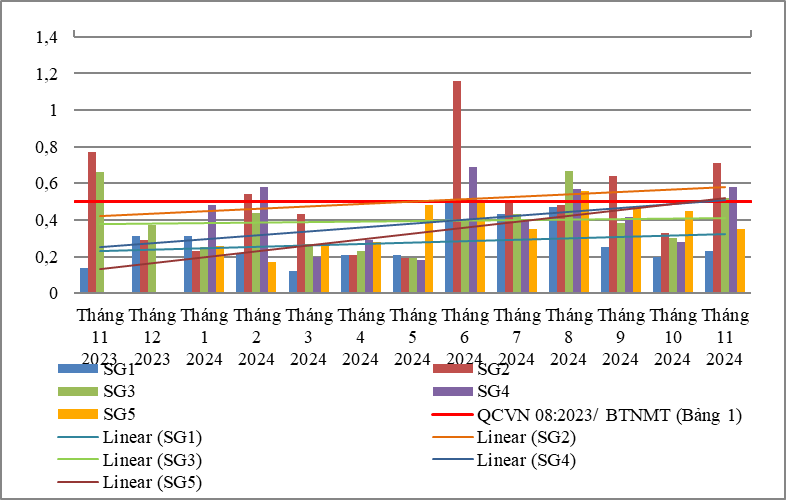 1,4
1,2
1
0,8
0,6
0,4
0,2
0
Tháng Tháng Tháng Tháng Tháng Tháng Tháng Tháng Tháng Tháng Tháng Tháng Tháng
11 12 1 2 3 4 5 6 7 8 9 10 11
2023 2023 2024 2024 2024 2024 2024 2024 2024 2024 2024 2024 2024
SG1 SG2
SG3 SG4
SG5 QCVN 08:2023/ BTNMT (Bảng 1)
Linear (SG1) Linear (SG2)
Linear (SG3) Linear (SG4)
Linear (SG5)